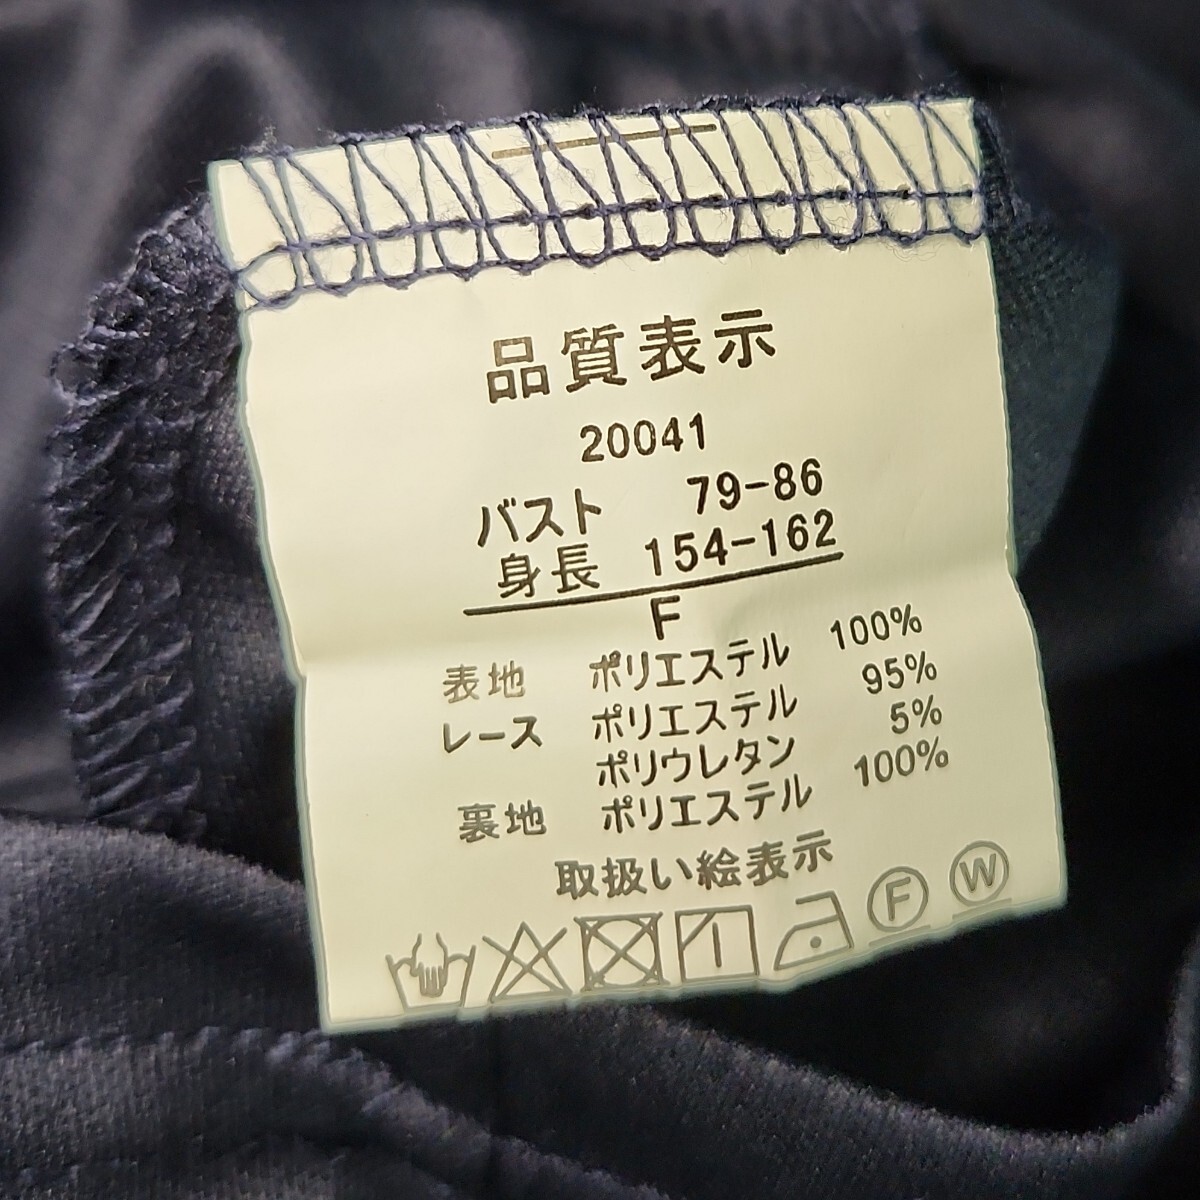 品質表示
20041
バスト 79-86
身長 154-162
F
表地 ポリエステル 100%
レース ポリエステル 95%
ポリウレタン 5%
裏地 ポリエステル 100%
取扱い絵表示
F W